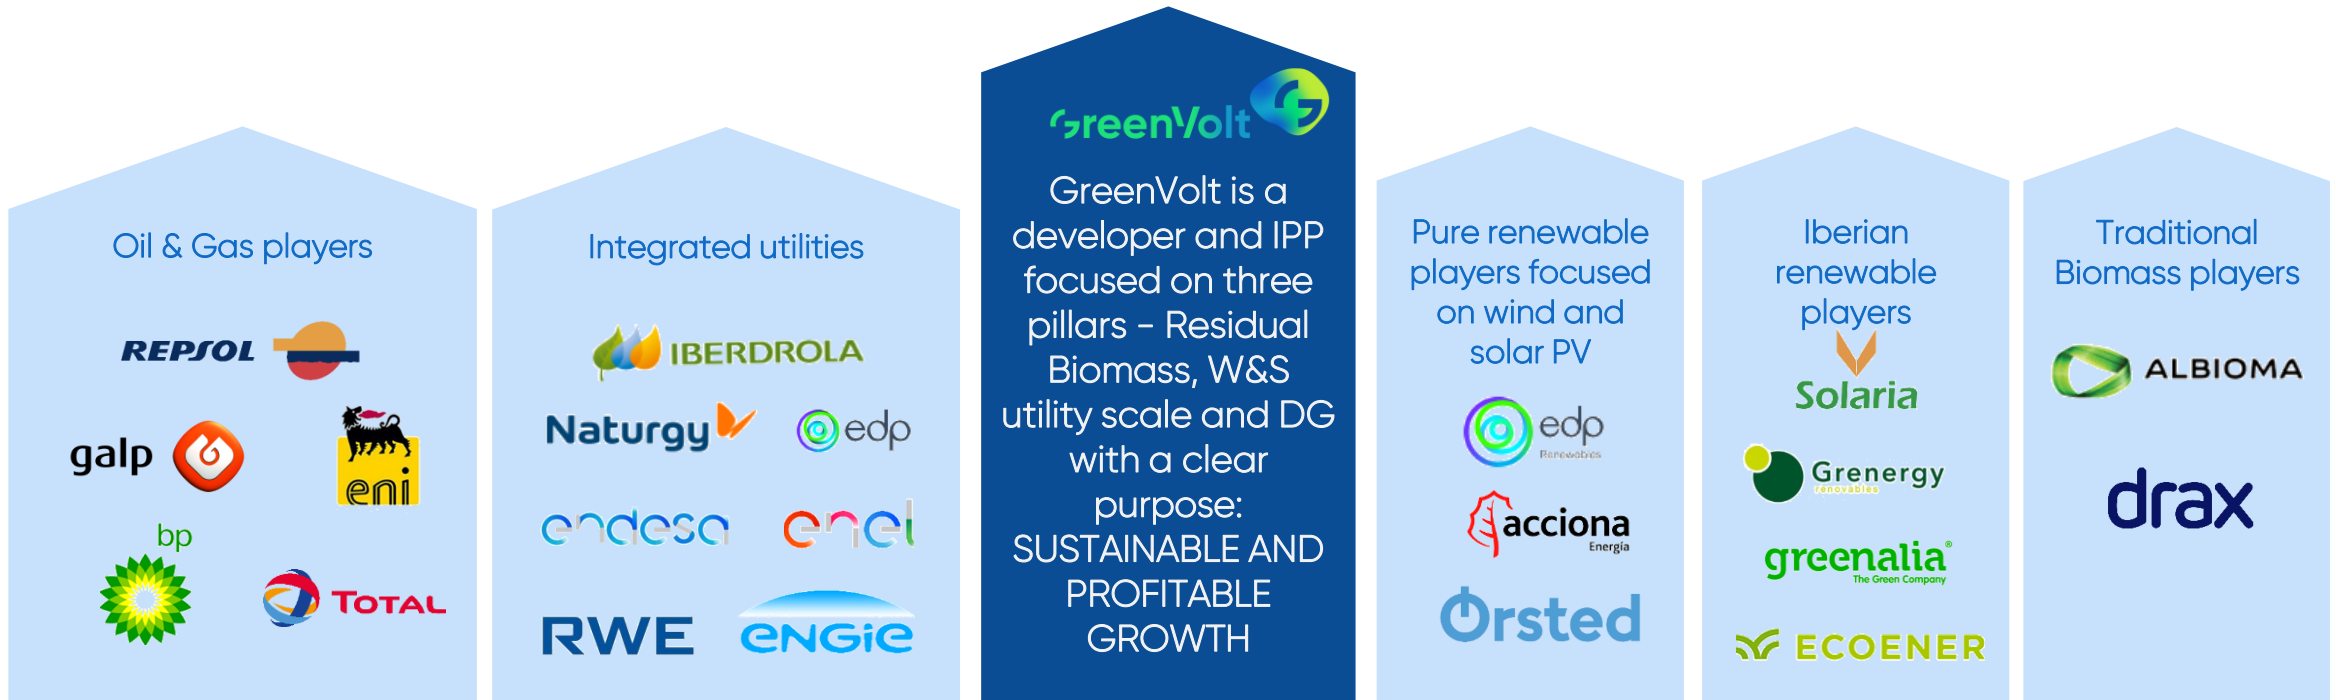 Oil & Gas players
REPSOL
galp
eni
bp
TOTAL
Integrated utilities
IBERDROLA
Naturgy
edp
endesa
enel
RWE
ENGIE
GreenVolt
GreenVolt is a
developer and IPP
focused on three
pillars - Residual
Biomass, W&S
utility scale and DG
with a clear
purpose:
SUSTAINABLE AND
PROFITABLE
GROWTH
Pure renewable
players focused
on wind and
solar PV
edp
Renewables
acciona
Energía
Ørsted
Iberian
renewable
players
Solaria
Grenergy
renovables
greenalia®
The Green Company
ECOENER
Traditional
Biomass players
ALBIOMA
drax